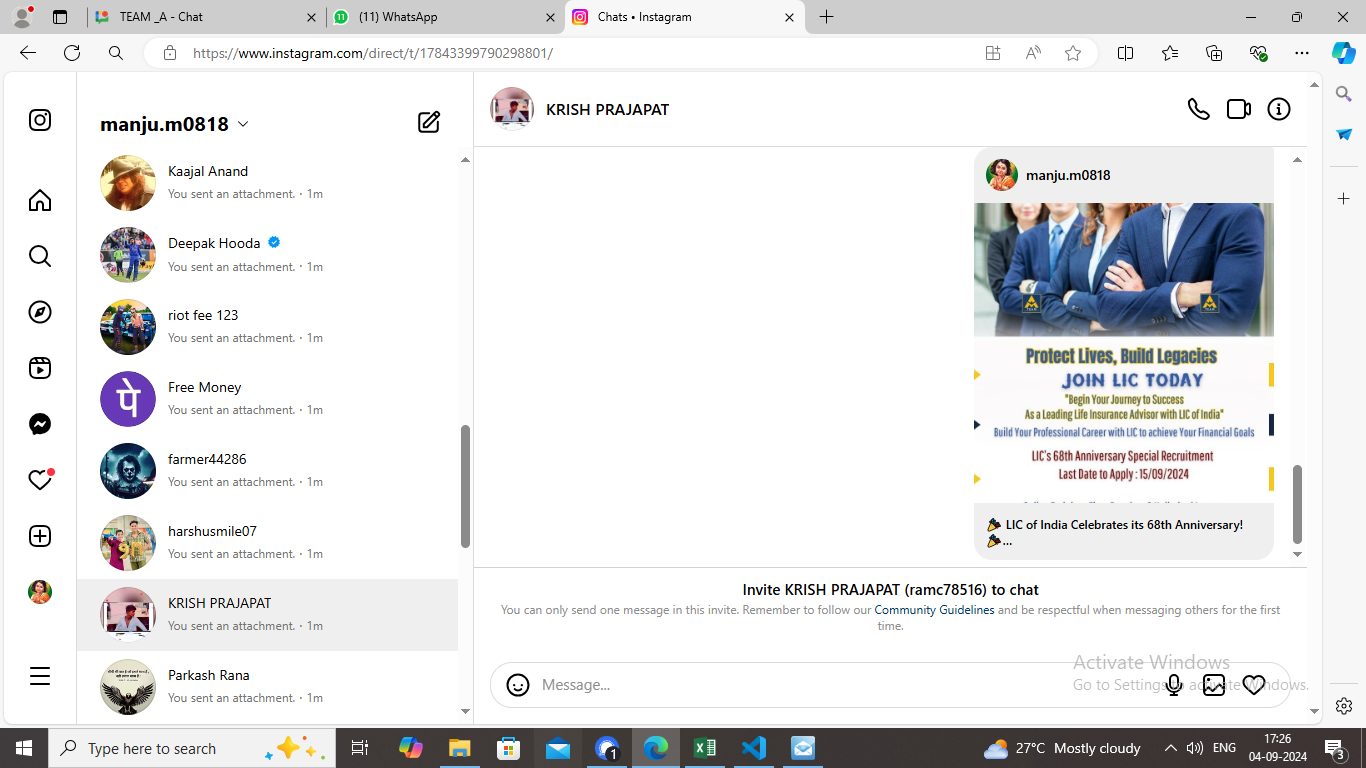 TEAM _A - Chat
(11) WhatsApp
Chats • Instagram
https://www.instagram.com/direct/t/17843399790298801/
manju.m0818
Kaajal Anand
You sent an attachment. · 1m
Deepak Hooda
You sent an attachment. · 1m
riot fee 123
You sent an attachment. · 1m
पे
Free Money
You sent an attachment. · 1m
farmer44286
You sent an attachment. · 1m
harshusmile07
You sent an attachment. · 1m
KRISH PRAJAPAT
You sent an attachment. · 1m
Parkash Rana
You sent an attachment. · 1m
KRISH PRAJAPAT
manju.m0818
Protect Lives, Build Legacies
JOIN LIC TODAY
"Begin Your Journey to Success
As a Leading Life Insurance Advisor with LIC of India"
Build Your Professional Career with LIC to achieve Your Financial Goals
LIC's 68th Anniversary Special Recruitment
Last Date to Apply : 15/09/2024
🎉 LIC of India Celebrates its 68th Anniversary!
🎉...
Invite KRISH PRAJAPAT (ramc78516) to chat
You can only send one message in this invite. Remember to follow our Community Guidelines and be respectful when messaging others for the first
time.
Message...
Activate Windows
Go to Settings to activate Windows.
Type here to search
1
27°C Mostly cloudy
ENG
17:26
04-09-2024
3